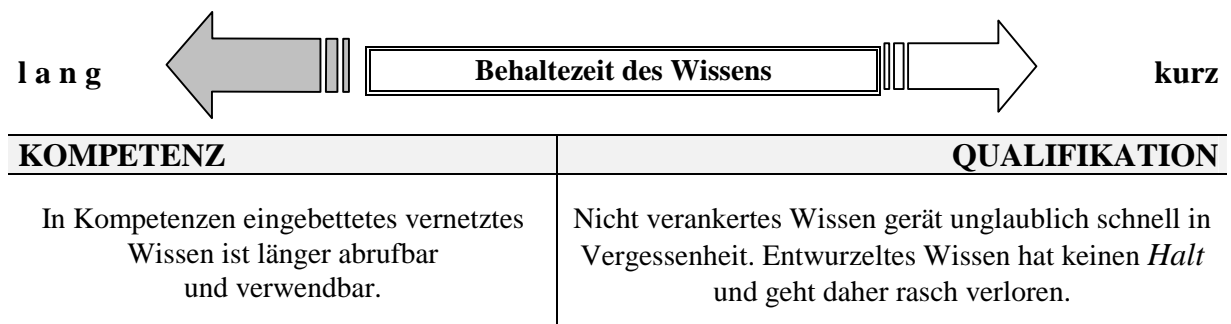 l a n g
Behaltezeit des Wissens
kurz
KOMPETENZ
QUALIFIKATION
In Kompetenzen eingebettetes vernetztes
Wissen ist länger abrufbar
und verwendbar.
Nicht verankertes Wissen gerät unglaublich schnell in
Vergessenheit. Entwurzeltes Wissen hat keinen Halt
und geht daher rasch verloren.